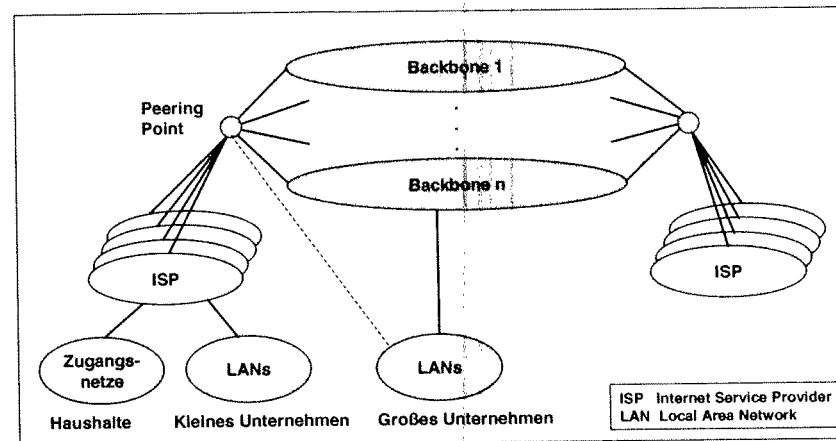 Backbone 1
Peering
Point
Backbone n
ISP
ISP
Zugangs-
netze
LANs
LANs
Haushalte
Kleines Unternehmen
Großes Unternehmen
ISP Internet Service Provider
LAN Local Area Network